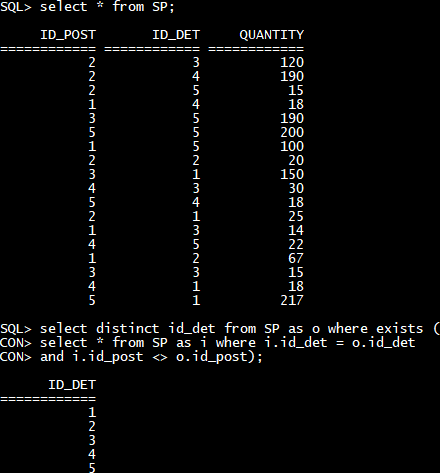 SQL> select * from SP;
ID_POST ID_DET QUANTITY
============ ============ ============
2 3 120
2 4 190
2 5 15
1 4 18
3 5 190
5 5 200
1 5 100
2 2 20
3 1 150
4 3 30
5 4 18
2 1 25
1 3 14
4 5 22
1 2 67
3 3 15
4 1 18
5 1 217
SQL> select distinct id_det from SP as o where exists (
CON> select * from SP as i where i.id_det = o.id_det
CON> and i.id_post <> o.id_post);
ID_DET
============
1
2
3
4
5